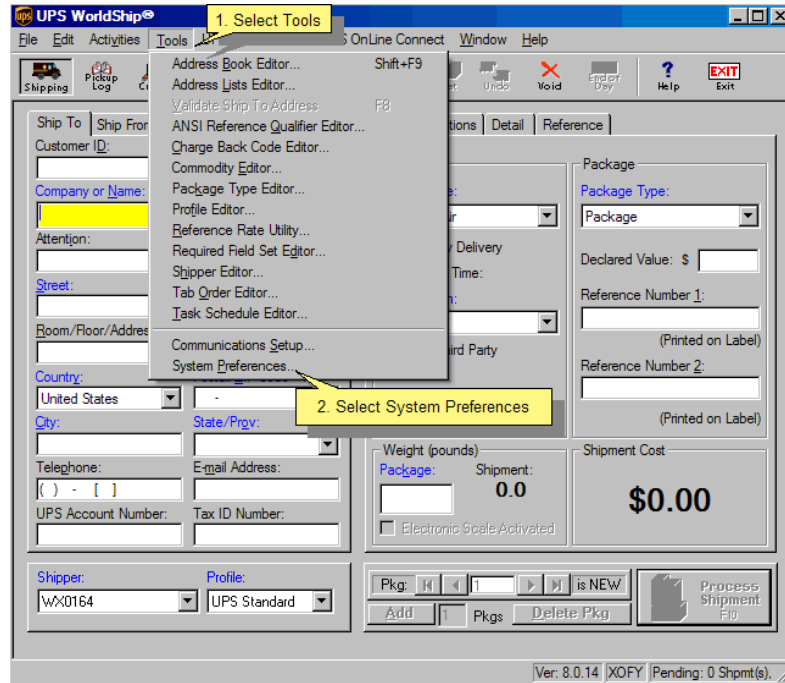 UPS WorldShip®
1. Select Tools
File Edit Activities Tools OnLine Connect Window Help
Shipping Pickup Log Undo Void End of Day Help EXIT Exit
Address Book Editor... Shift+F9
Address Lists Editor...
Validate Ship To Address F8
ANSI Reference Qualifier Editor...
Charge Back Code Editor...
Commodity Editor...
Package Type Editor...
Profile Editor...
Reference Rate Utility...
Required Field Set Editor...
Shipper Editor...
Tab Order Editor...
Task Schedule Editor...
Communications Setup...
System Preferences...
2. Select System Preferences
Ship To Ship From
Detail Reference
Customer ID:
Company or Name:
Attention:
Street:
Room/Floor/Addres
Country:
United States
-
City: State/Prov:
Telephone: E-mail Address:
( ) - [ ]
UPS Account Number: Tax ID Number:
Delivery
Time:
ird Party
Package
Package Type:
Package
Declared Value: $
Reference Number 1:
(Printed on Label)
Reference Number 2:
(Printed on Label)
Weight (pounds)
Package: Shipment:
0.0
Electronic Scale Activated
Shipment Cost
$0.00
Shipper: Profile:
WX0164 UPS Standard
Pkg: 1 is NEW
Add 1 Pkgs Delete Pkg
Process
Shipment
F10
Ver: 8.0.14 XOFY Pending: 0 Shpmt(s),